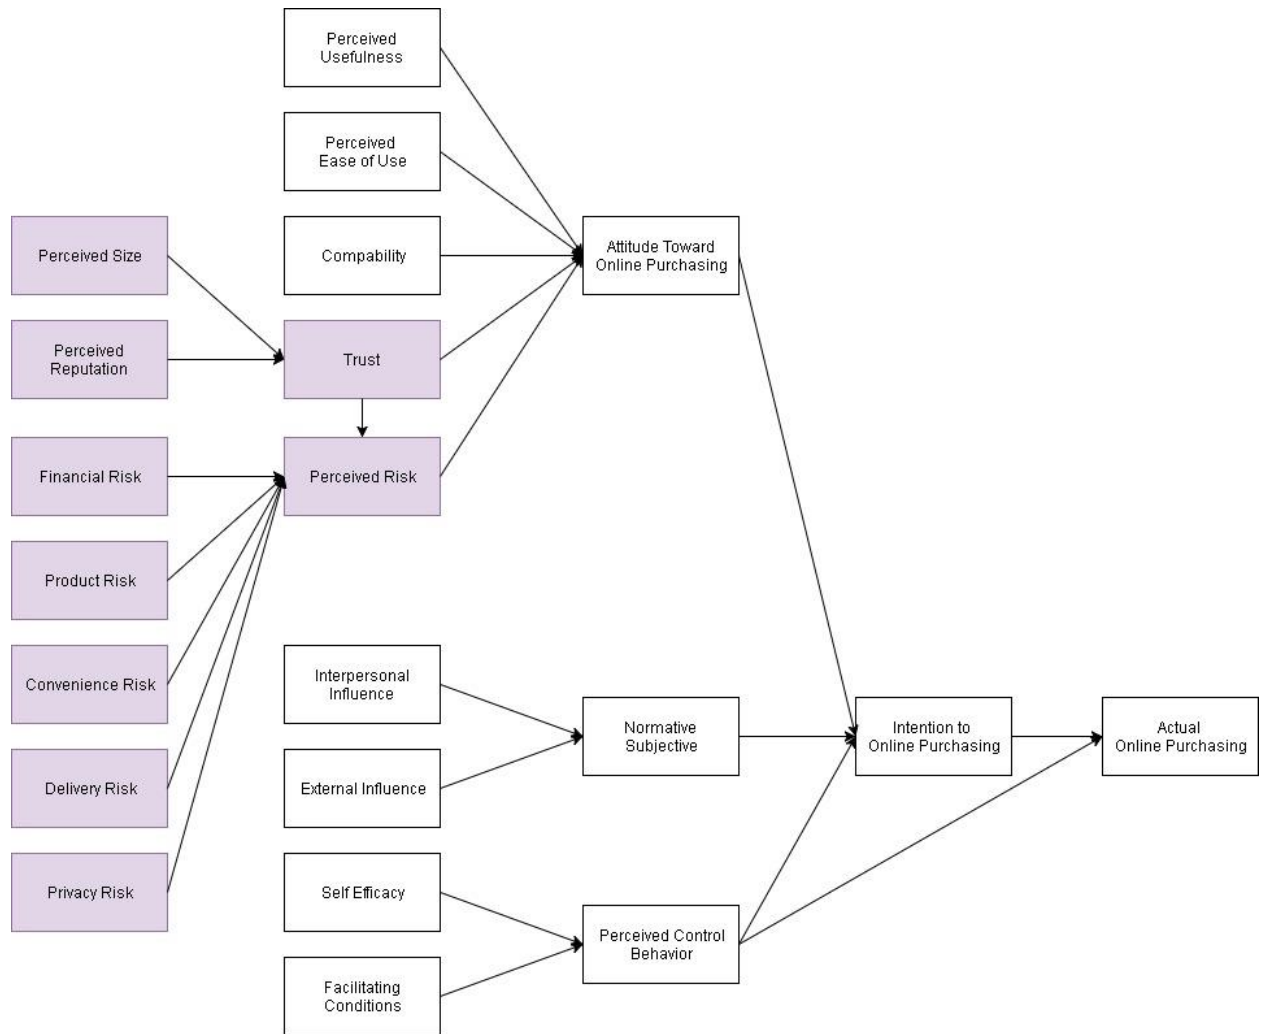 Perceived
Usefulness
Perceived
Ease of Use
Perceived Size
Compability
Attitude Toward
Online Purchasing
Perceived
Reputation
Trust
Financial Risk
Perceived Risk
Product Risk
Convenience Risk
Interpersonal
Influence
Normative
Subjective
Intention to
Online Purchasing
Actual
Online Purchasing
Delivery Risk
External Influence
Privacy Risk
Self Efficacy
Perceived Control
Behavior
Facilitating
Conditions